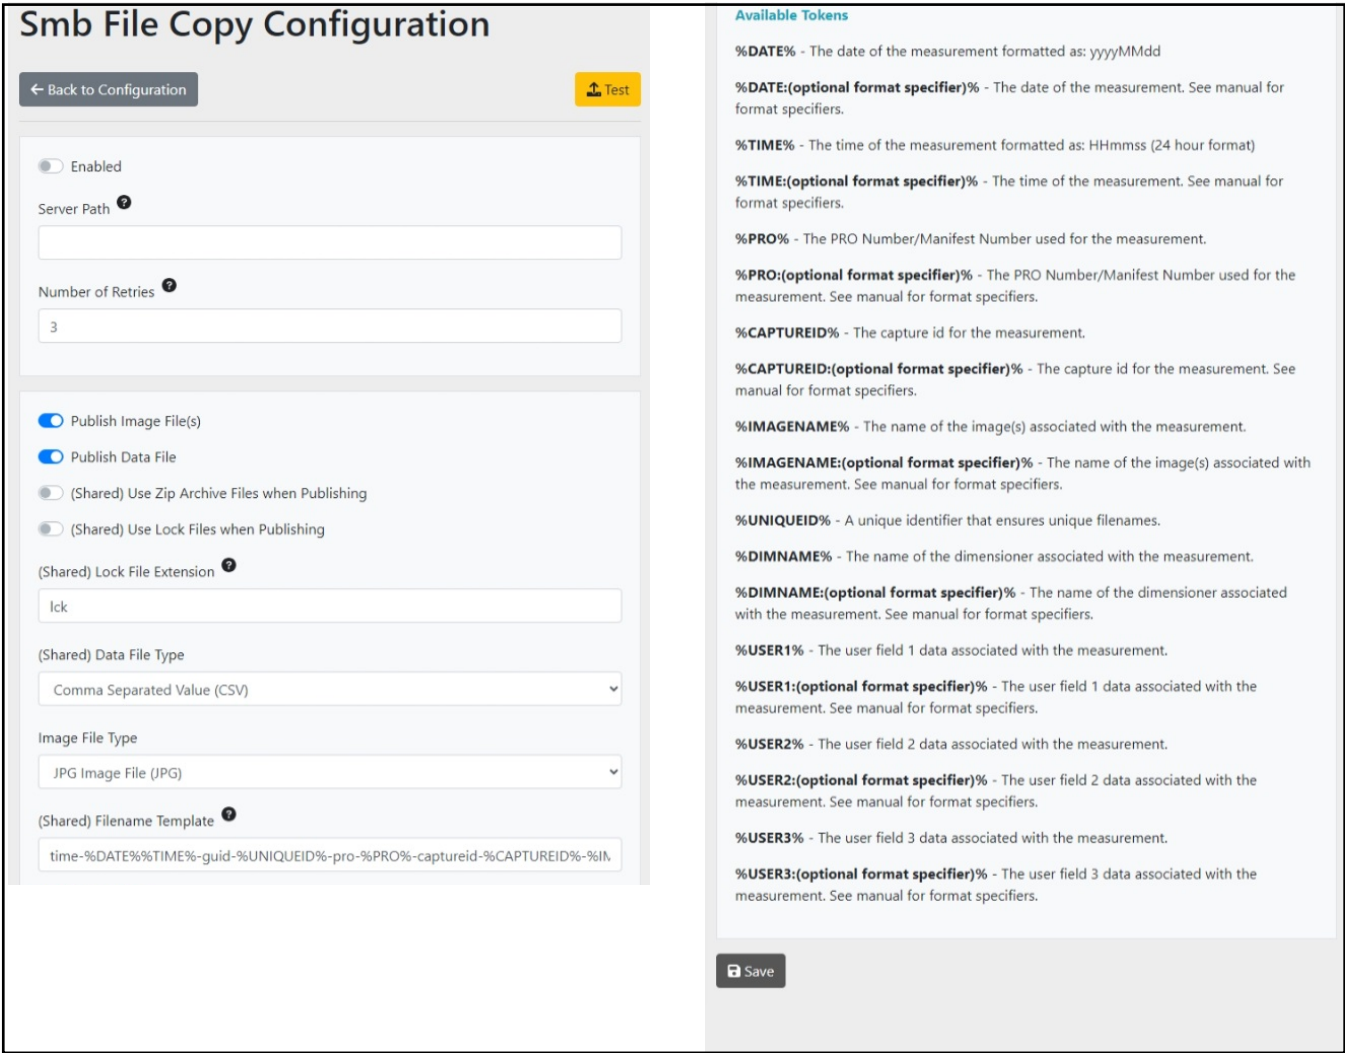 Smb File Copy Configuration
← Back to Configuration
Test
Enabled
Server Path ?
Number of Retries ?
3
Publish Image File(s)
Publish Data File
(Shared) Use Zip Archive Files when Publishing
(Shared) Use Lock Files when Publishing
(Shared) Lock File Extension ?
lck
(Shared) Data File Type
Comma Separated Value (CSV)
Image File Type
JPG Image File (JPG)
(Shared) Filename Template ?
time-%DATE%%TIME%-guid-%UNIQUEID%-pro-%PRO%-captureid-%CAPTUREID%-%IM
Available Tokens
%DATE% - The date of the measurement formatted as: yyyyMMdd
%DATE:(optional format specifier)% - The date of the measurement. See manual for
format specifiers.
%TIME% - The time of the measurement formatted as: HHmmss (24 hour format)
%TIME:(optional format specifier)% - The time of the measurement. See manual for
format specifiers.
%PRO% - The PRO Number/Manifest Number used for the measurement.
%PRO:(optional format specifier)% - The PRO Number/Manifest Number used for the
measurement. See manual for format specifiers.
%CAPTUREID% - The capture id for the measurement.
%CAPTUREID:(optional format specifier)% - The capture id for the measurement. See
manual for format specifiers.
%IMAGENAME% - The name of the image(s) associated with the measurement.
%IMAGENAME:(optional format specifier)% - The name of the image(s) associated with
the measurement. See manual for format specifiers.
%UNIQUEID% - A unique identifier that ensures unique filenames.
%DIMNAME% - The name of the dimensioner associated with the measurement.
%DIMNAME:(optional format specifier)% - The name of the dimensioner associated
with the measurement. See manual for format specifiers.
%USER1% - The user field 1 data associated with the measurement.
%USER1:(optional format specifier)% - The user field 1 data associated with the
measurement. See manual for format specifiers.
%USER2% - The user field 2 data associated with the measurement.
%USER2:(optional format specifier)% - The user field 2 data associated with the
measurement. See manual for format specifiers.
%USER3% - The user field 3 data associated with the measurement.
%USER3:(optional format specifier)% - The user field 3 data associated with the
measurement. See manual for format specifiers.
Save